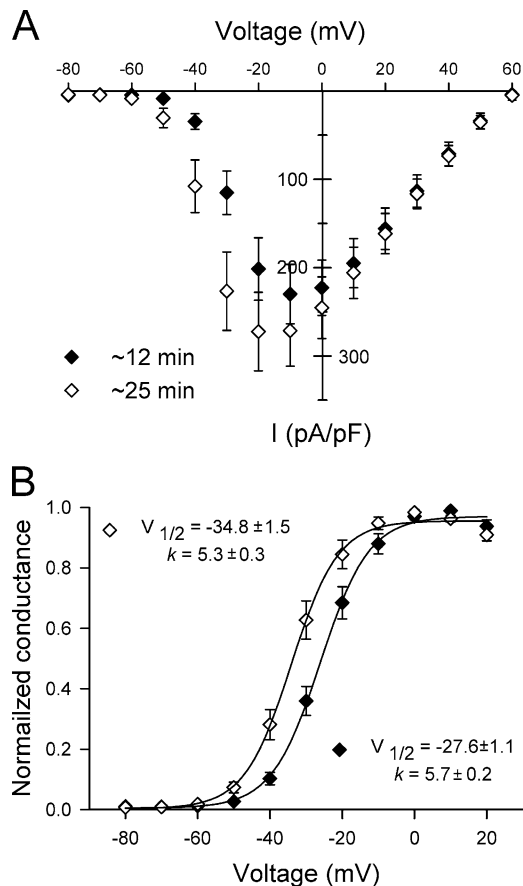 A
Voltage (mV)
-80 -60 -40 -20 0 20 40 60
100
200
300
~12 min
~25 min
I (pA/pF)
B
V 1/2 = -34.8 ±1.5
k = 5.3 ± 0.3
V 1/2 = -27.6±1.1
k = 5.7 ± 0.2
Normailzed conductance
1.0
0.8
0.6
0.4
0.2
0.0
-80 -60 -40 -20 0 20
Voltage (mV)